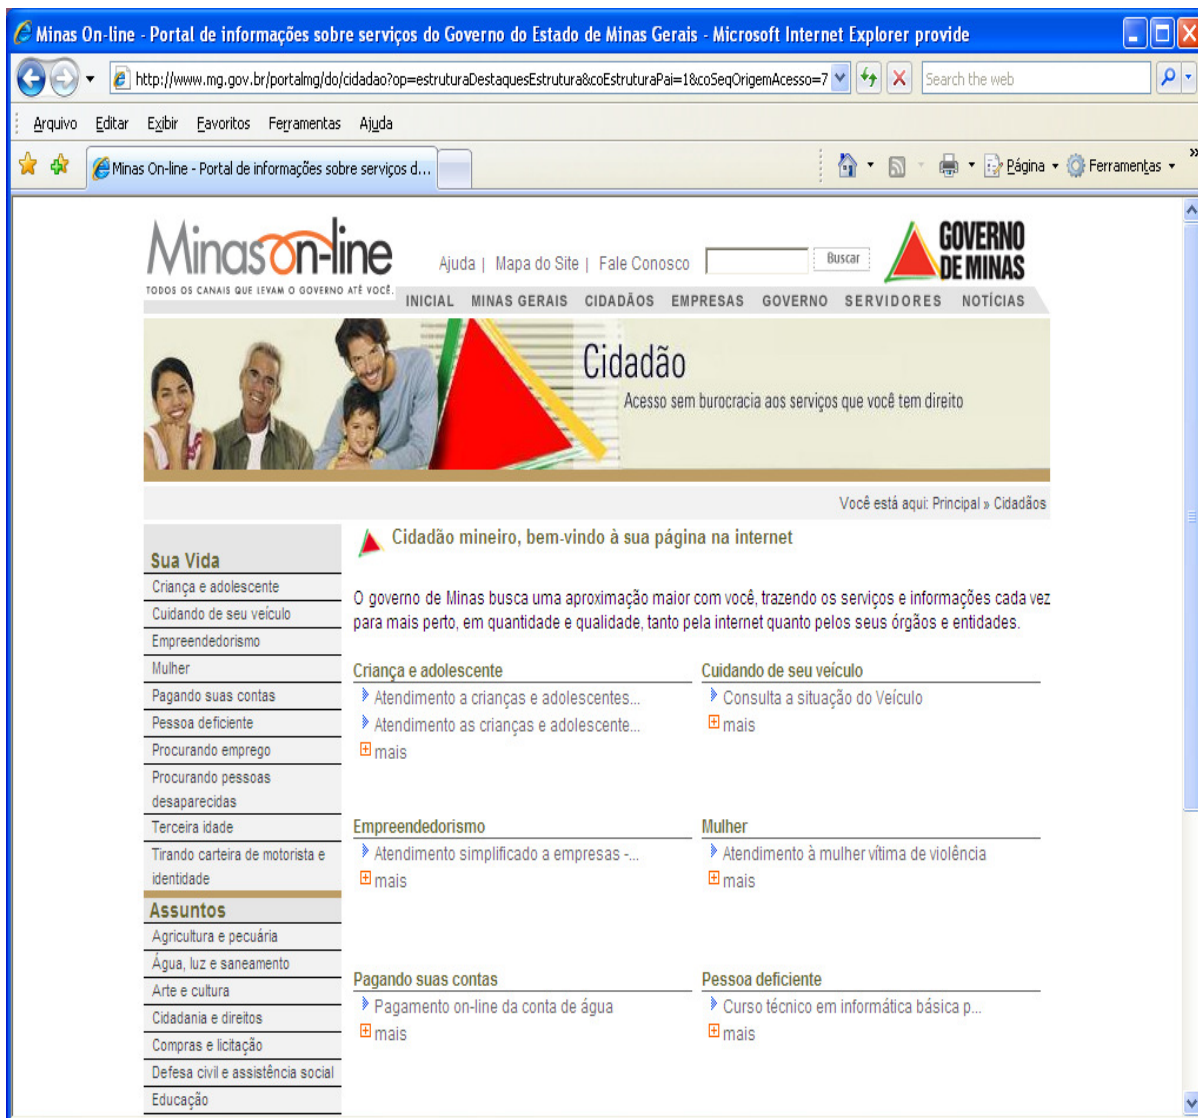 Minas On-line - Portal de informações sobre serviços do Governo do Estado de Minas Gerais - Microsoft Internet Explorer provide
http://www.mg.gov.br/portalmg/do/cidadao?op=estruturaDestaquesEstrutura&coEstruturaPai=1&coSeqOrigemAcesso=7
Search the web
Arquivo Editar Exibir Favoritos Ferramentas Ajuda
Minas On-line - Portal de informações sobre serviços d...
Página Ferramentas »
Minas on-line
TODOS OS CANAIS QUE LEVAM O GOVERNO ATÉ VOCÊ.
Ajuda | Mapa do Site | Fale Conosco Buscar
GOVERNO
DE MINAS
INICIAL MINAS GERAIS CIDADÃOS EMPRESAS GOVERNO SERVIDORES NOTÍCIAS
Cidadão
Acesso sem burocracia aos serviços que você tem direito
Você está aqui: Principal » Cidadãos
Sua Vida
Criança e adolescente
Cuidando de seu veículo
Empreendedorismo
Mulher
Pagando suas contas
Pessoa deficiente
Procurando emprego
Procurando pessoas
desaparecidas
Terceira idade
Tirando carteira de motorista e
identidade
Assuntos
Agricultura e pecuária
Água, luz e saneamento
Arte e cultura
Cidadania e direitos
Compras e licitação
Defesa civil e assistência social
Educação
Cidadão mineiro, bem-vindo à sua página na internet
O governo de Minas busca uma aproximação maior com você, trazendo os serviços e informações cada vez
para mais perto, em quantidade e qualidade, tanto pela internet quanto pelos seus órgãos e entidades.
Criança e adolescente
Atendimento a crianças e adolescentes...
Atendimento as crianças e adolescente...
mais
Cuidando de seu veículo
Consulta a situação do Veículo
mais
Empreendedorismo
Atendimento simplificado a empresas -...
mais
Mulher
Atendimento à mulher vítima de violência
mais
Pagando suas contas
Pagamento on-line da conta de água
mais
Pessoa deficiente
Curso técnico em informática básica p...
mais